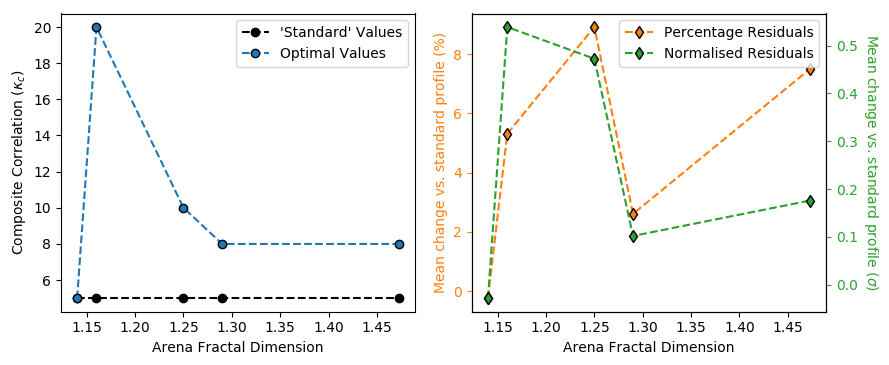 'Standard' Values
Optimal Values
Composite Correlation (κc)
20
18
16
14
12
10
8
6
1.15 1.20 1.25 1.30 1.35 1.40 1.45
Arena Fractal Dimension
Percentage Residuals
Normalised Residuals
Mean change vs. standard profile (%)
8
6
4
2
0
1.15 1.20 1.25 1.30 1.35 1.40 1.45
Arena Fractal Dimension
0.5
0.4
0.3
0.2
0.1
0.0
Mean change vs. standard profile (σ)